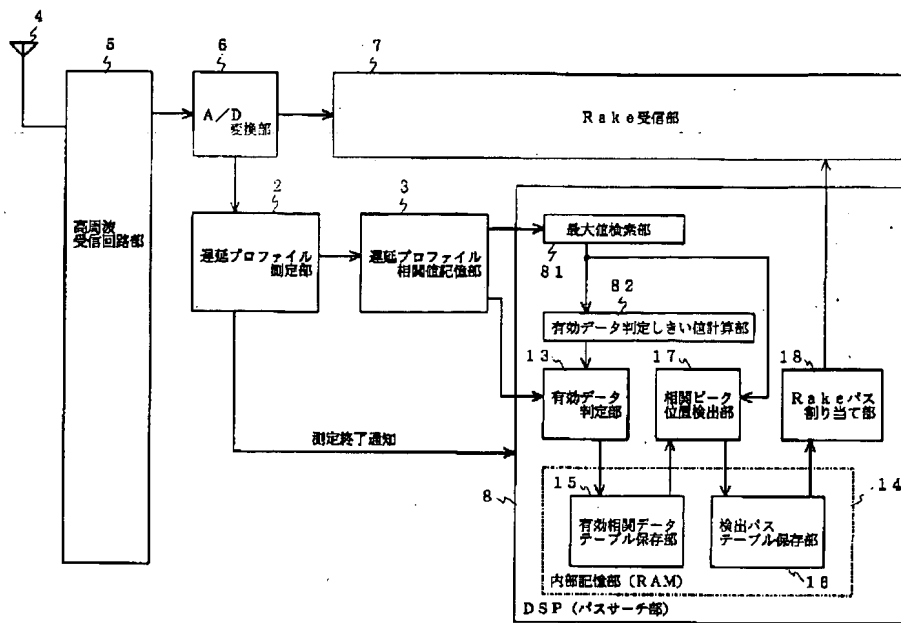 4
5
6
7
A/D
変換部
Rake受信部
高周波
受信回路部
2
遅延プロファイル
測定部
3
遅延プロファイル
相関値記憶部
最大値検索部
81
82
有効データ判定しきい値計算部
13
有効データ
判定部
17
相関ピーク
位置検出部
18
Rakeパス
割り当て部
測定終了通知
8
15
有効相関データ
テーブル保存部
検出パス
テーブル保存部
16
14
内部記憶部(RAM)
DSP(パスサーチ部)